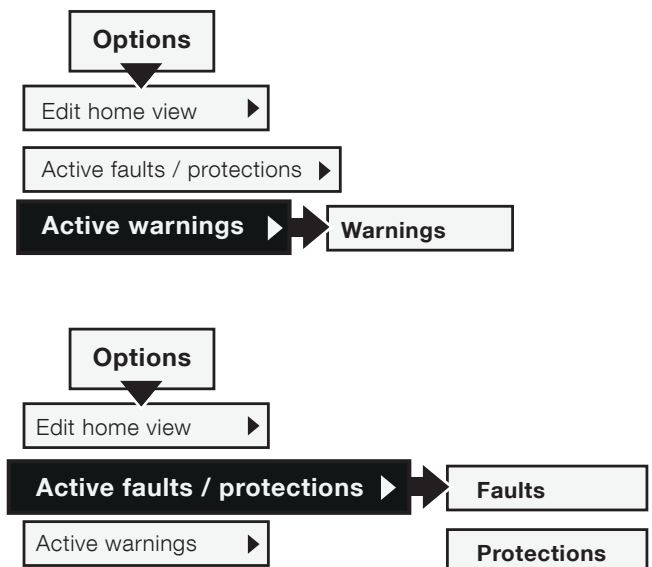 Options
Edit home view
Active faults / protections
Active warnings
Warnings
Options
Edit home view
Active faults / protections
Faults
Active warnings
Protections